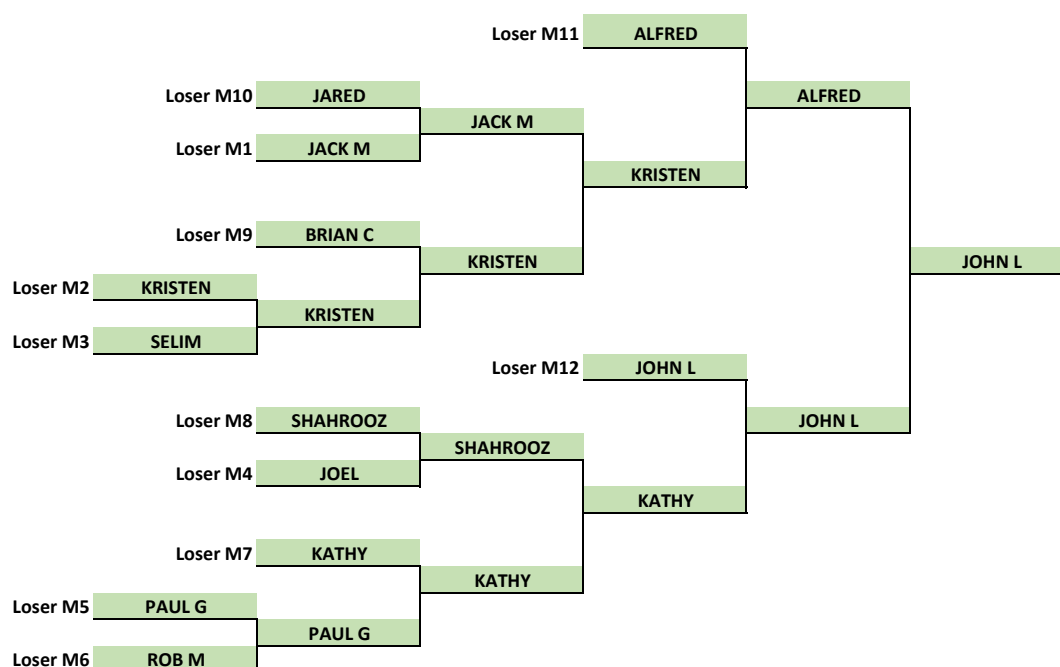 Loser M11 ALFRED
Loser M10 JARED ALFRED
JACK M
Loser M1 JACK M
KRISTEN
Loser M9 BRIAN C
KRISTEN JOHN L
Loser M2 KRISTEN
KRISTEN
Loser M3 SELIM
Loser M12 JOHN L
Loser M8 SHAHROOZ JOHN L
SHAHROOZ
Loser M4 JOEL
KATHY
Loser M7 KATHY
KATHY
Loser M5 PAUL G
PAUL G
Loser M6 ROB M